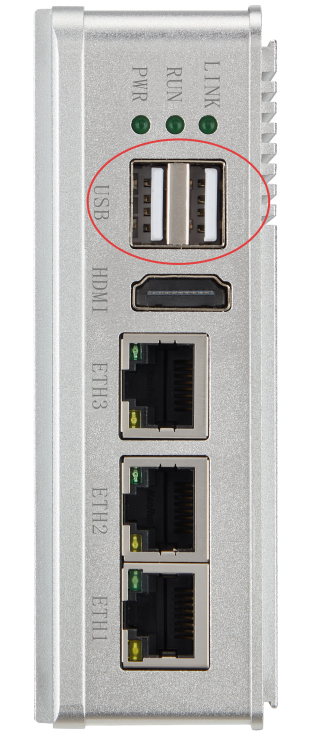 PWR
RUN
LINK
USB
HDMI
ETH3
ETH2
ETH1